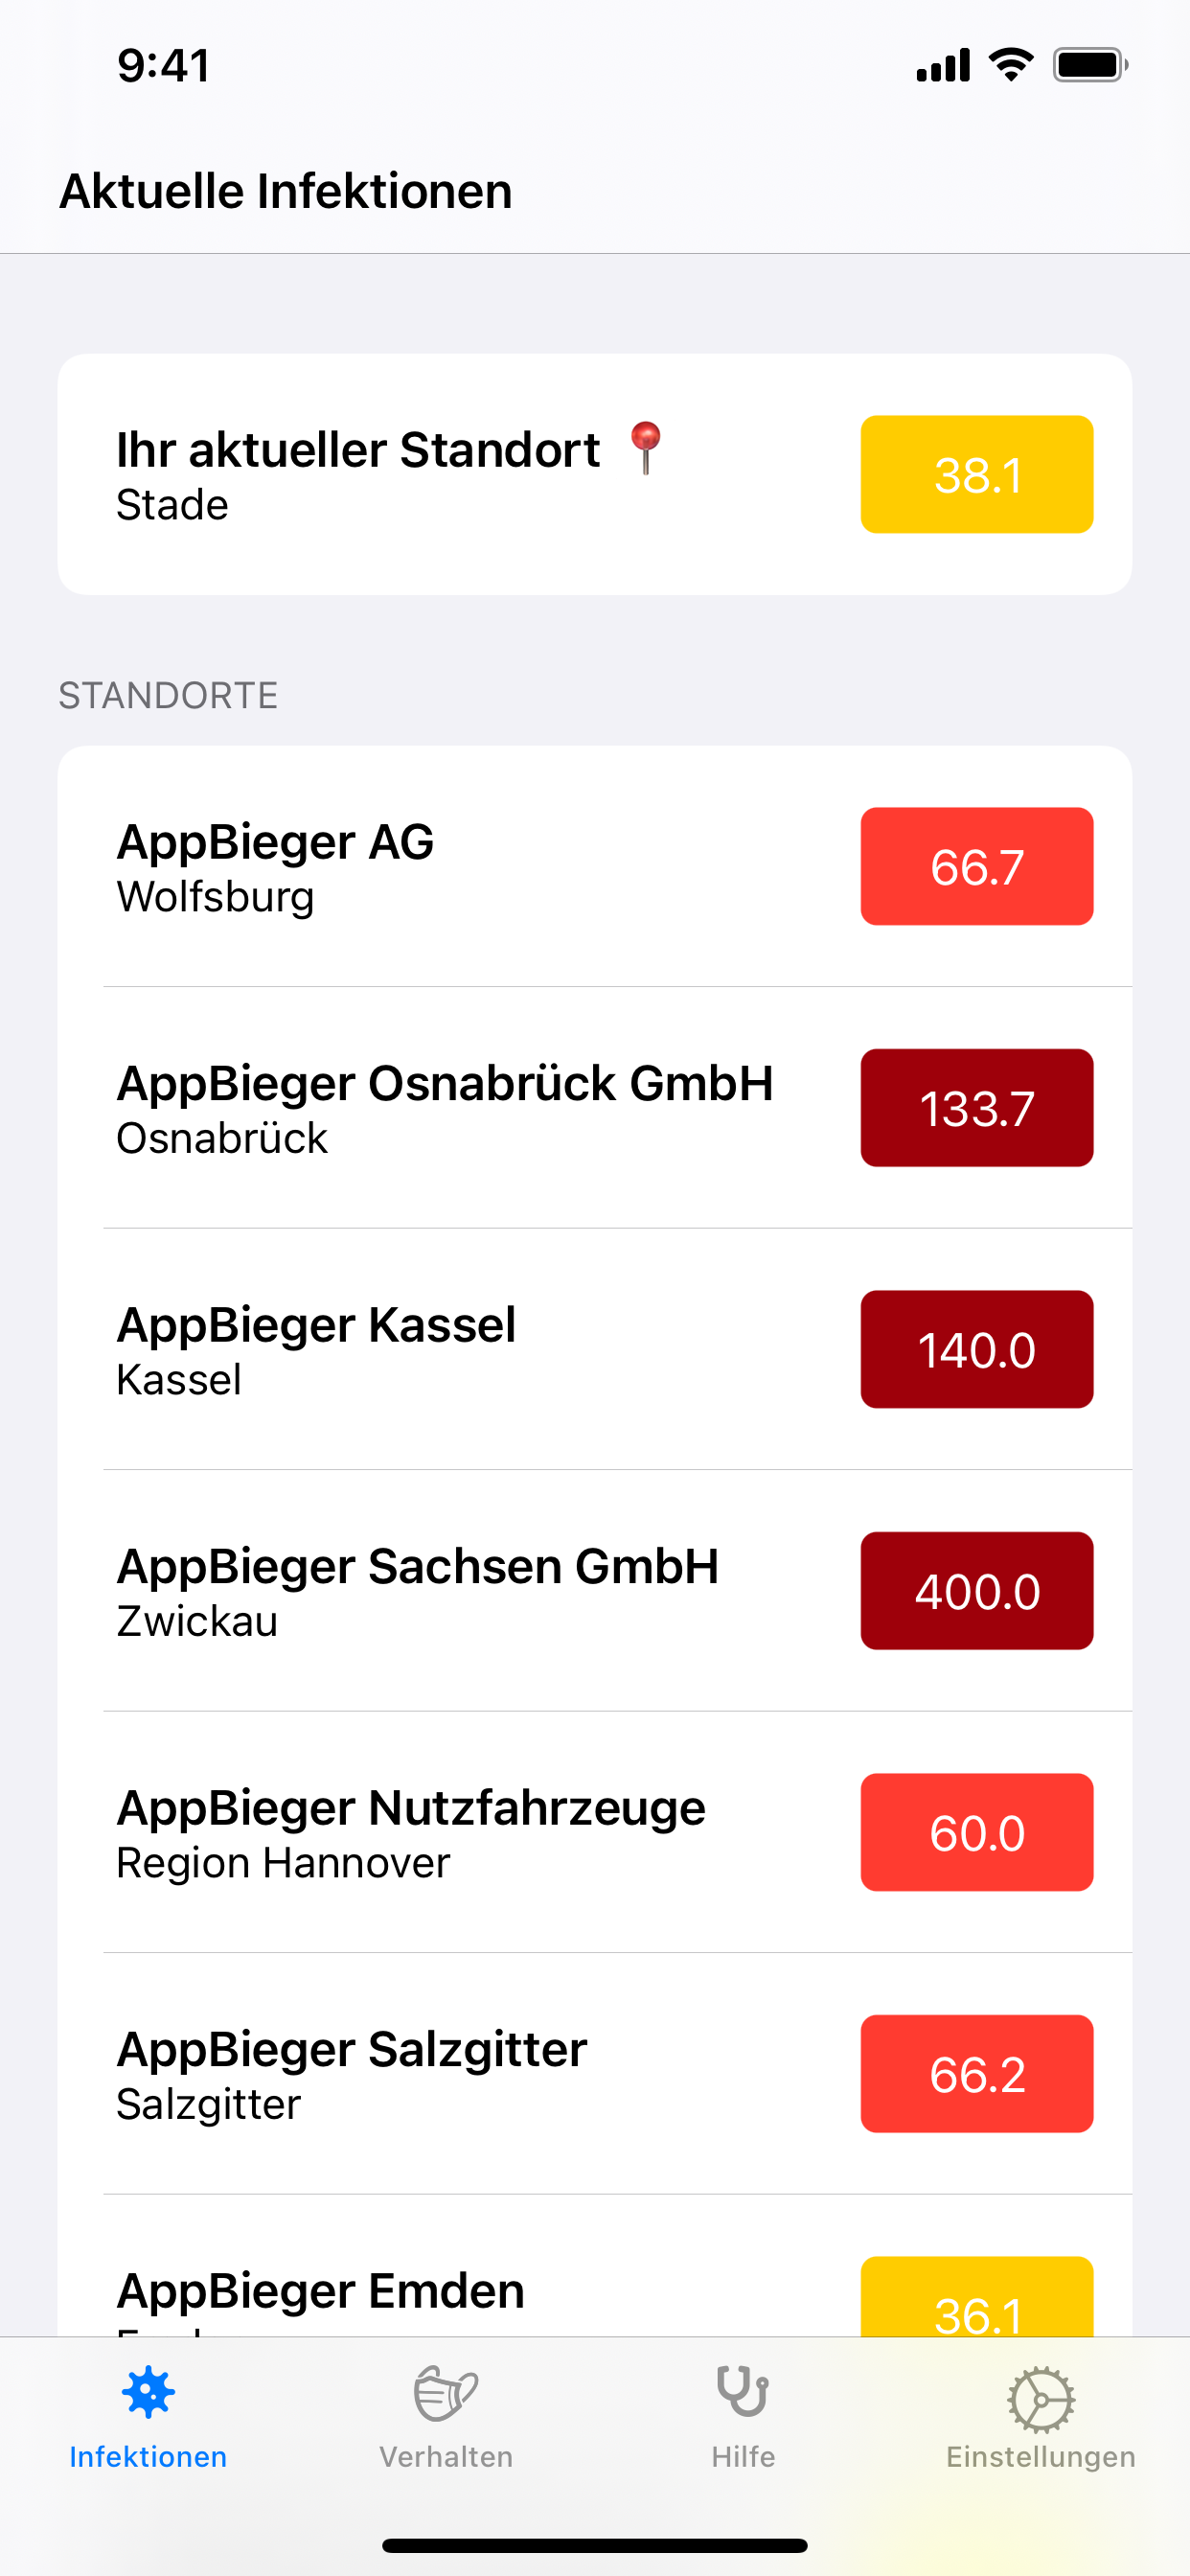 9:41
Aktuelle Infektionen
Ihr aktueller Standort
Stade
38.1
STANDORTE
AppBieger AG
Wolfsburg
66.7
AppBieger Osnabrück GmbH
Osnabrück
133.7
AppBieger Kassel
Kassel
140.0
AppBieger Sachsen GmbH
Zwickau
400.0
AppBieger Nutzfahrzeuge
Region Hannover
60.0
AppBieger Salzgitter
Salzgitter
66.2
AppBieger Emden
36.1
Infektionen
Verhalten
Hilfe
Einstellungen